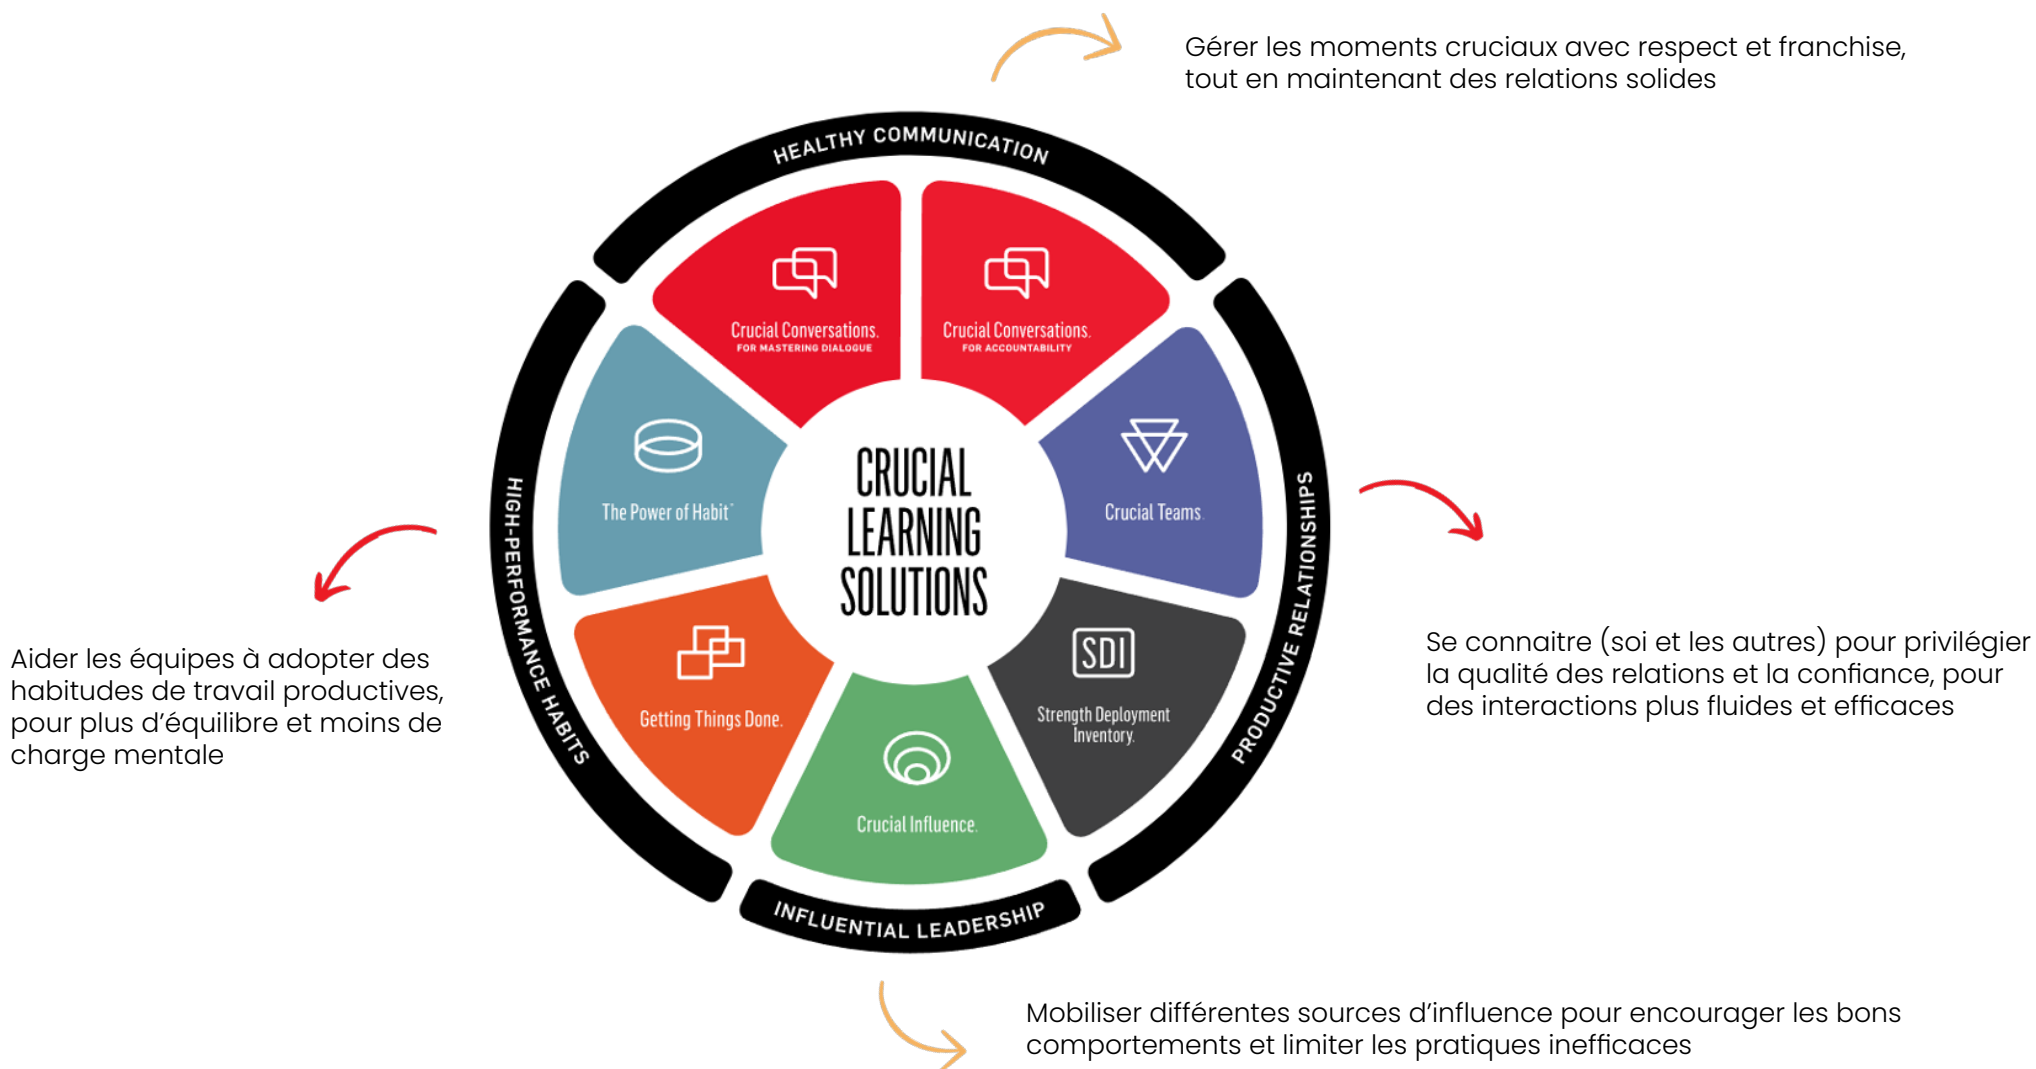 Gérer les moments cruciaux avec respect et franchise,
tout en maintenant des relations solides
HEALTHY COMMUNICATION
Crucial Conversations.
FOR MASTERING DIALOGUE
Crucial Conversations.
FOR ACCOUNTABILITY
The Power of Habit™
CRUCIAL
LEARNING
SOLUTIONS
Crucial Teams.
HIGH-PERFORMANCE HABITS
PRODUCTIVE RELATIONSHIPS
Aider les équipes à adopter des
habitudes de travail productives,
pour plus d'équilibre et moins de
charge mentale
Getting Things Done.
SDI
Strength Deployment
Inventory.
Se connaitre (soi et les autres) pour privilégier
la qualité des relations et la confiance, pour
des interactions plus fluides et efficaces
Crucial Influence.
INFLUENTIAL LEADERSHIP
Mobiliser différentes sources d'influence pour encourager les bons
comportements et limiter les pratiques inefficaces